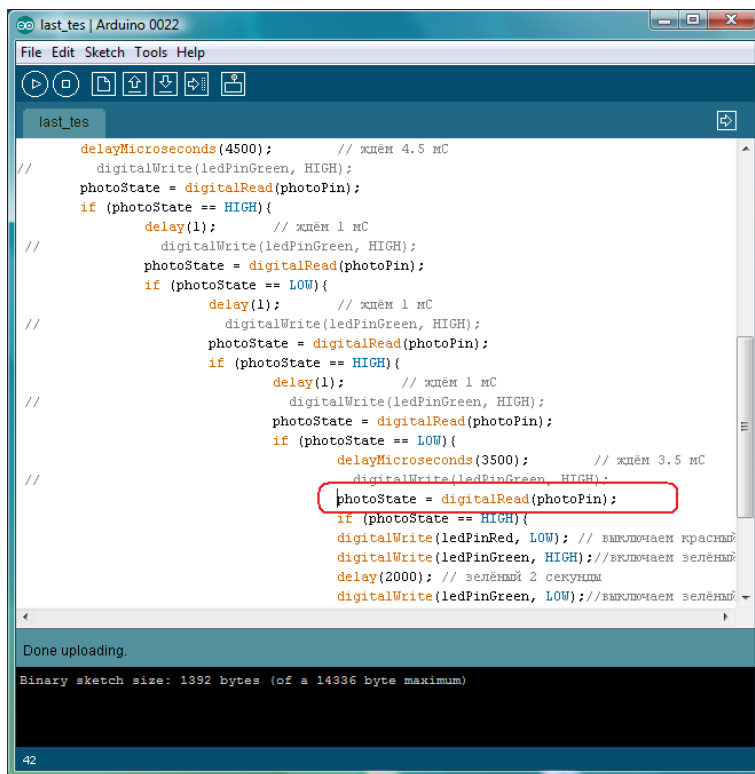 last_tes | Arduino 0022
File Edit Sketch Tools Help
last_tes
delayMicroseconds(4500); // ждём 4.5 мС
// digitalWrite(ledPinGreen, HIGH);
photoState = digitalRead(photoPin);
if (photoState == HIGH){
delay(1); // ждём 1 мС
// digitalWrite(ledPinGreen, HIGH);
photoState = digitalRead(photoPin);
if (photoState == LOW){
delay(1); // ждём 1 мС
// digitalWrite(ledPinGreen, HIGH);
photoState = digitalRead(photoPin);
if (photoState == HIGH){
delay(1); // ждём 1 мС
// digitalWrite(ledPinGreen, HIGH);
photoState = digitalRead(photoPin);
if (photoState == LOW){
delayMicroseconds(3500); // ждём 3.5 мС
// digitalWrite(ledPinGreen, HIGH);
photoState = digitalRead(photoPin);
if (photoState == HIGH){
digitalWrite(ledPinRed, LOW); // выключаем красный
digitalWrite(ledPinGreen, HIGH);//включаем зелёный
delay(2000); // зелёный 2 секунды
digitalWrite(ledPinGreen, LOW);//выключаем зелёный
Done uploading.
Binary sketch size: 1392 bytes (of a 14336 byte maximum)
42